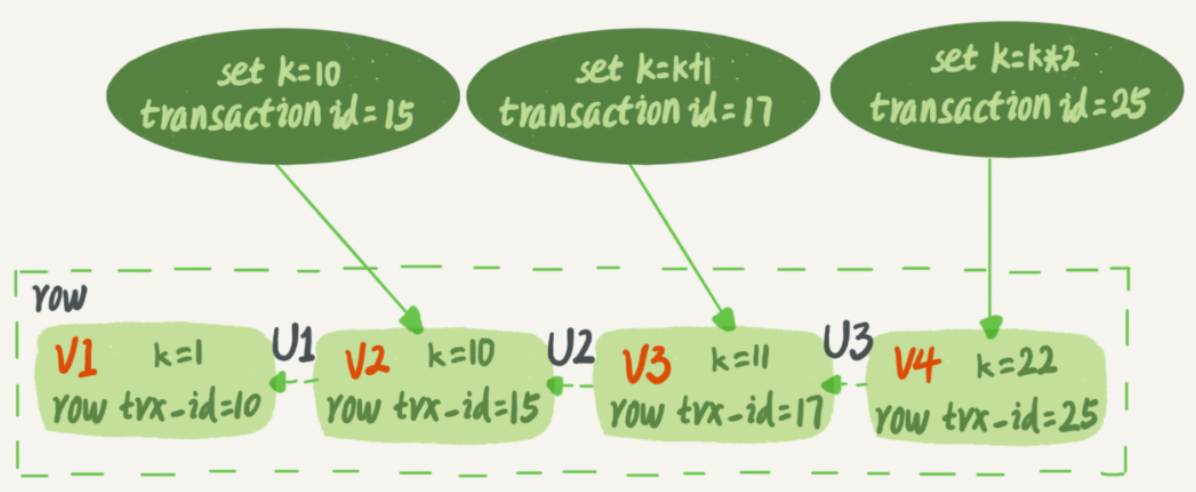 set k=10
transaction id=15
set k=k+1
transaction id=17
set k=k*2
transaction id=25
row
V1 k=1
row trx_id=10
U1
V2 k=10
row trx_id=15
U2
V3 k=11
row trx_id=17
U3
V4 k=22
row trx_id=25